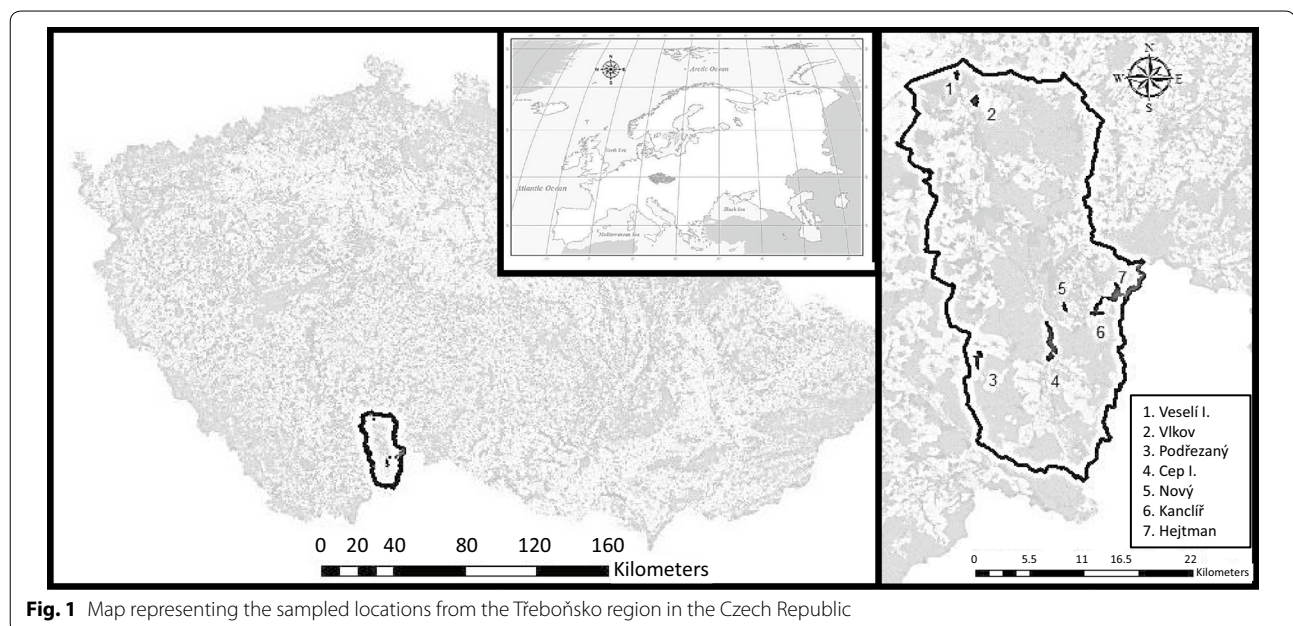 N
W E
S
Arctic Ocean
North Sea
Atlantic Ocean
Black Sea
Mediterranean Sea
0 20 40 80 120 160
Kilometers
N
W E
S
1
2
3
4
5
6
7
1. Veselí I.
2. Vlkov
3. Podřezaný
4. Cep I.
5. Nový
6. Kanclíř
7. Hejtman
0 5.5 11 16.5 22
Kilometers
Fig. 1 Map representing the sampled locations from the Třeboňsko region in the Czech Republic